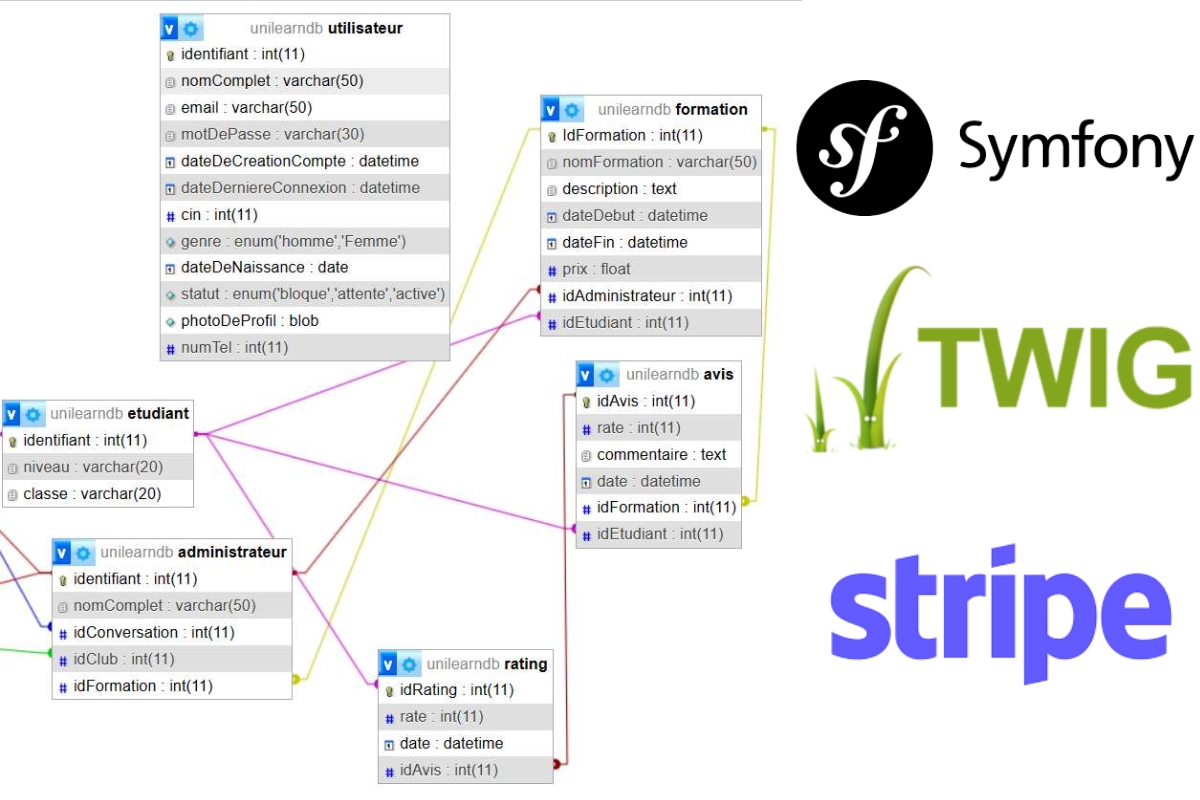 unilearndb utilisateur
identifiant : int(11)
nomComplet : varchar(50)
email : varchar(50)
motDePasse : varchar(30)
dateDeCreationCompte : datetime
dateDerniereConnexion : datetime
cin : int(11)
genre : enum('homme','Femme')
dateDeNaissance : date
statut : enum('bloque','attente','active')
photoDeProfil : blob
numTel : int(11)
unilearndb formation
IdFormation : int(11)
nomFormation : varchar(50)
description : text
dateDebut : datetime
dateFin : datetime
prix : float
idAdministrateur : int(11)
idEtudiant : int(11)
unilearndb avis
idAvis : int(11)
rate : int(11)
commentaire : text
date : datetime
idFormation : int(11)
idEtudiant : int(11)
unilearndb etudiant
identifiant : int(11)
niveau : varchar(20)
classe : varchar(20)
unilearndb administrateur
identifiant : int(11)
nomComplet : varchar(50)
idConversation : int(11)
idClub : int(11)
idFormation : int(11)
unilearndb rating
idRating : int(11)
rate : int(11)
date : datetime
idAvis : int(11)
sf Symfony
TWIG
stripe